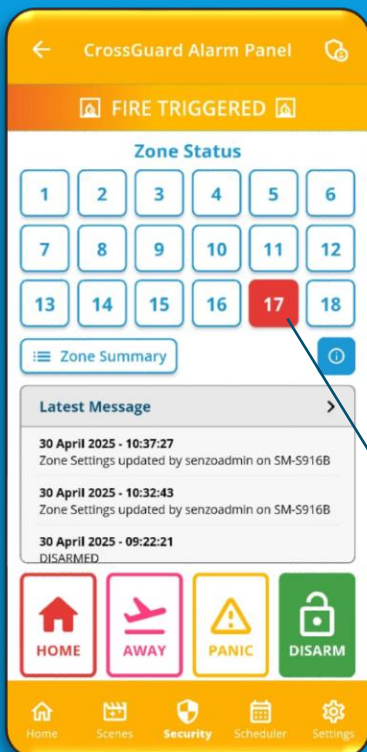 CrossGuard Alarm Panel
FIRE TRIGGERED
Zone Status
1 2 3 4 5 6
7 8 9 10 11 12
13 14 15 16 17 18
Zone Summary
Latest Message
30 April 2025 - 10:37:27
Zone Settings updated by senzoadmin on SM-S916B
30 April 2025 - 10:32:43
Zone Settings updated by senzoadmin on SM-S916B
30 April 2025 - 09:22:21
DISARMED
HOME AWAY PANIC DISARM
Home Scenes Security Scheduler Settings